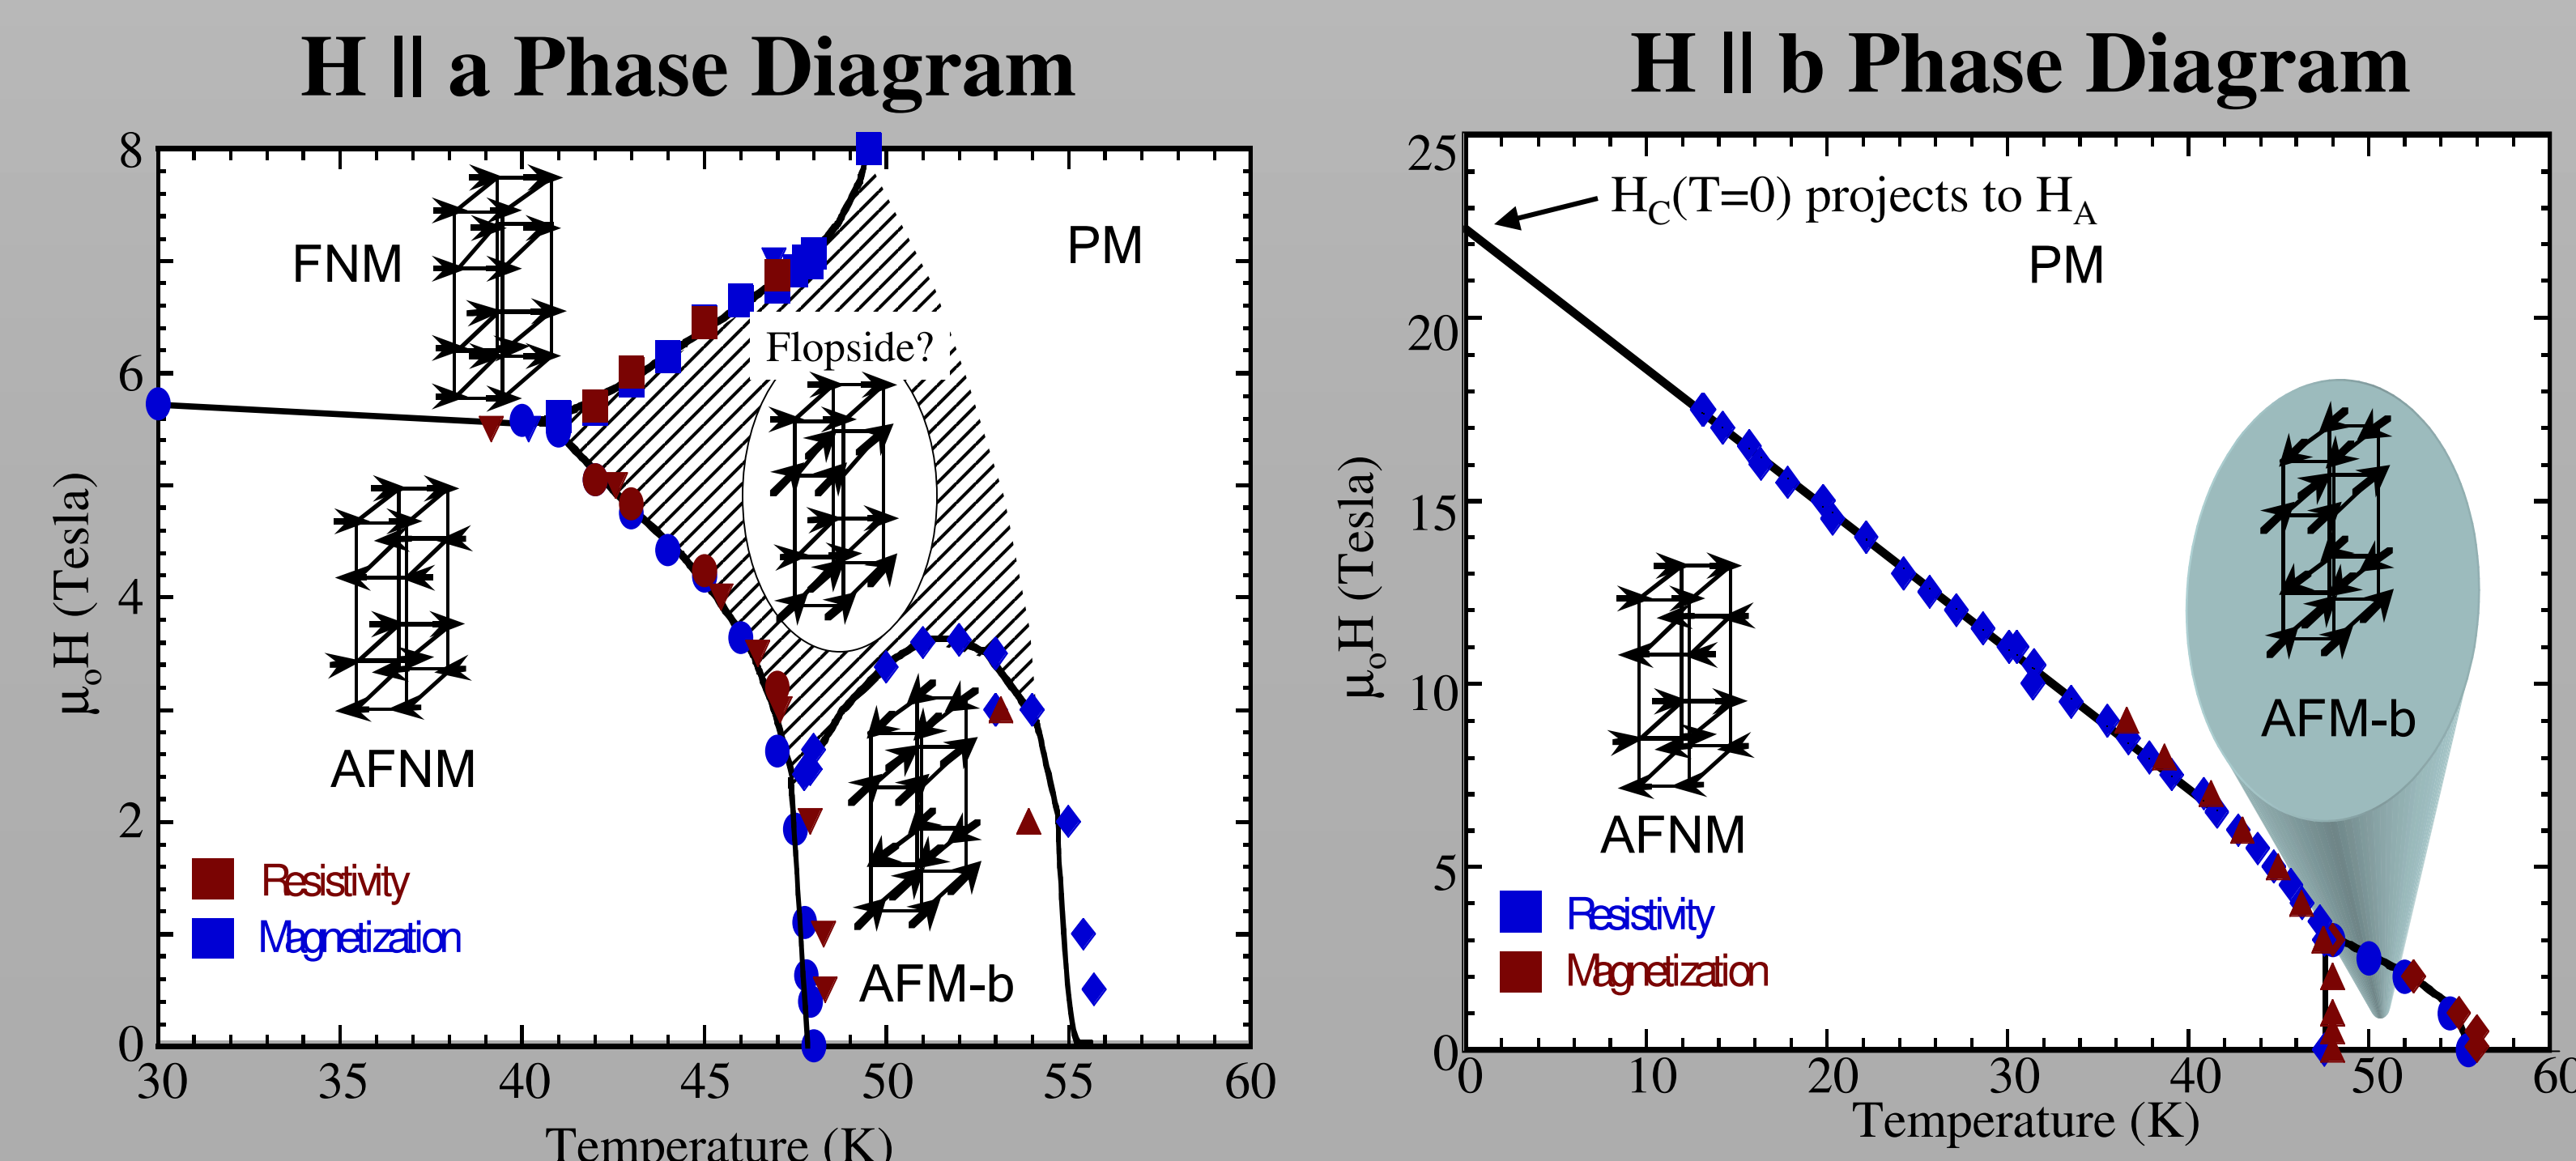 H || a Phase Diagram
8
6
4
2
0
30
35
40
45
50
55
60
μoH (Tesla)
Temperature (K)
FNM
PM
Flopside?
AFNM
AFM-b
Resistivity
Magnetization
H || b Phase Diagram
25
20
15
10
5
0
0
10
20
30
40
50
60
μoH (Tesla)
Temperature (K)
HC(T=0) projects to HA
PM
AFM-b
AFNM
Resistivity
Magnetization